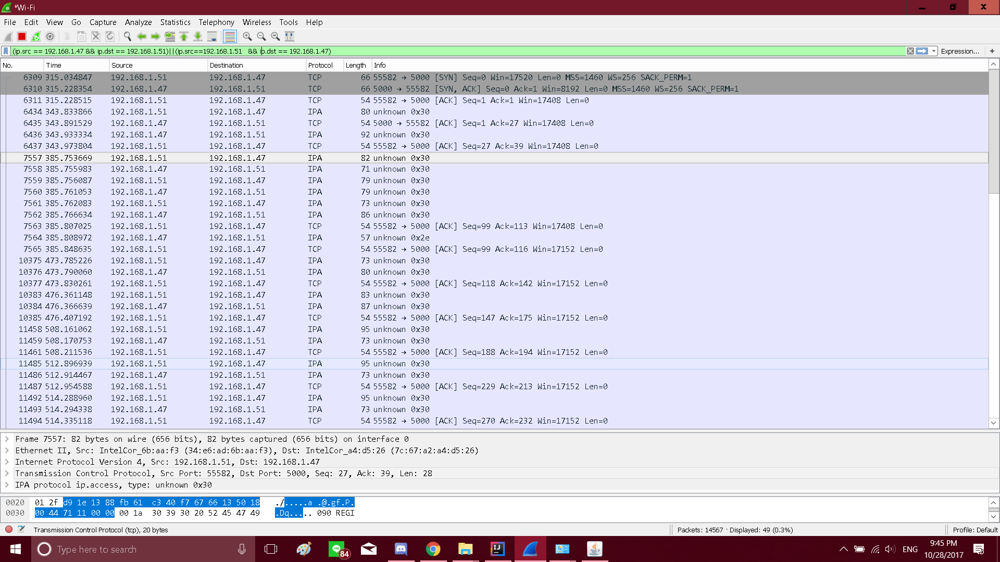 *Wi-Fi
File Edit View Go Capture Analyze Statistics Telephony Wireless Tools Help
(ip.src == 192.168.1.47 && ip.dst == 192.168.1.51)||(ip.src==192.168.1.51 && ip.dst == 192.168.1.47) Expression... +
No. Time Source Destination Protocol Length Info
6309 315.034847 192.168.1.51 192.168.1.47 TCP 66 55582 → 5000 [SYN] Seq=0 Win=17520 Len=0 MSS=1460 WS=256 SACK_PERM=1
6310 315.228354 192.168.1.47 192.168.1.51 TCP 66 5000 → 55582 [SYN, ACK] Seq=0 Ack=1 Win=8192 Len=0 MSS=1460 WS=256 SACK_PERM=1
6311 315.228515 192.168.1.51 192.168.1.47 TCP 54 55582 → 5000 [ACK] Seq=1 Ack=1 Win=17408 Len=0
6434 343.833866 192.168.1.51 192.168.1.47 IPA 80 unknown 0x30
6435 343.891529 192.168.1.47 192.168.1.51 TCP 54 5000 → 55582 [ACK] Seq=1 Ack=27 Win=17408 Len=0
6436 343.933334 192.168.1.47 192.168.1.51 IPA 92 unknown 0x30
6437 343.973804 192.168.1.51 192.168.1.47 TCP 54 55582 → 5000 [ACK] Seq=27 Ack=39 Win=17408 Len=0
7557 385.753669 192.168.1.51 192.168.1.47 IPA 82 unknown 0x30
7558 385.755983 192.168.1.47 192.168.1.51 IPA 71 unknown 0x30
7559 385.756087 192.168.1.51 192.168.1.47 IPA 79 unknown 0x30
7560 385.761053 192.168.1.47 192.168.1.51 IPA 79 unknown 0x30
7561 385.762083 192.168.1.51 192.168.1.47 IPA 73 unknown 0x30
7562 385.766634 192.168.1.47 192.168.1.51 IPA 86 unknown 0x30
7563 385.807025 192.168.1.51 192.168.1.47 TCP 54 55582 → 5000 [ACK] Seq=99 Ack=113 Win=17408 Len=0
7564 385.808972 192.168.1.47 192.168.1.51 IPA 57 unknown 0x2e
7565 385.848635 192.168.1.51 192.168.1.47 TCP 54 55582 → 5000 [ACK] Seq=99 Ack=116 Win=17152 Len=0
10375 473.785226 192.168.1.51 192.168.1.47 IPA 73 unknown 0x30
10376 473.790060 192.168.1.47 192.168.1.51 IPA 80 unknown 0x30
10377 473.830261 192.168.1.51 192.168.1.47 TCP 54 55582 → 5000 [ACK] Seq=118 Ack=142 Win=17152 Len=0
10383 476.361148 192.168.1.51 192.168.1.47 IPA 83 unknown 0x30
10384 476.366639 192.168.1.47 192.168.1.51 IPA 87 unknown 0x30
10385 476.407192 192.168.1.51 192.168.1.47 TCP 54 55582 → 5000 [ACK] Seq=147 Ack=175 Win=17152 Len=0
11458 508.161062 192.168.1.51 192.168.1.47 IPA 95 unknown 0x30
11459 508.170753 192.168.1.47 192.168.1.51 IPA 73 unknown 0x30
11461 508.211536 192.168.1.51 192.168.1.47 TCP 54 55582 → 5000 [ACK] Seq=188 Ack=194 Win=17152 Len=0
11485 512.896939 192.168.1.51 192.168.1.47 IPA 95 unknown 0x30
11486 512.914467 192.168.1.47 192.168.1.51 IPA 73 unknown 0x30
11487 512.954588 192.168.1.51 192.168.1.47 TCP 54 55582 → 5000 [ACK] Seq=229 Ack=213 Win=17152 Len=0
11492 514.288960 192.168.1.51 192.168.1.47 IPA 95 unknown 0x30
11493 514.294338 192.168.1.47 192.168.1.51 IPA 73 unknown 0x30
11494 514.335118 192.168.1.51 192.168.1.47 TCP 54 55582 → 5000 [ACK] Seq=270 Ack=232 Win=17152 Len=0
Frame 7557: 82 bytes on wire (656 bits), 82 bytes captured (656 bits) on interface 0
Ethernet II, Src: IntelCor_6b:aa:f3 (34:e6:ad:6b:aa:f3), Dst: IntelCor_a4:d5:26 (7c:67:a2:a4:d5:26)
Internet Protocol Version 4, Src: 192.168.1.51, Dst: 192.168.1.47
Transmission Control Protocol, Src Port: 55582, Dst Port: 5000, Seq: 27, Ack: 39, Len: 28
IPA protocol ip.access, type: unknown 0x30
0020 01 2f d9 1e 13 88 fb 61 c3 40 f7 67 66 13 50 18 ./.....a .@.gf.P.
0030 00 44 71 11 00 00 00 1a 30 39 30 20 52 45 47 49 .Dq..... 090 REGI
Transmission Control Protocol (tcp), 20 bytes Packets: 14567 · Displayed: 49 (0.3%) Profile: Default
Type here to search 84 ENG 9:45 PM
10/28/2017